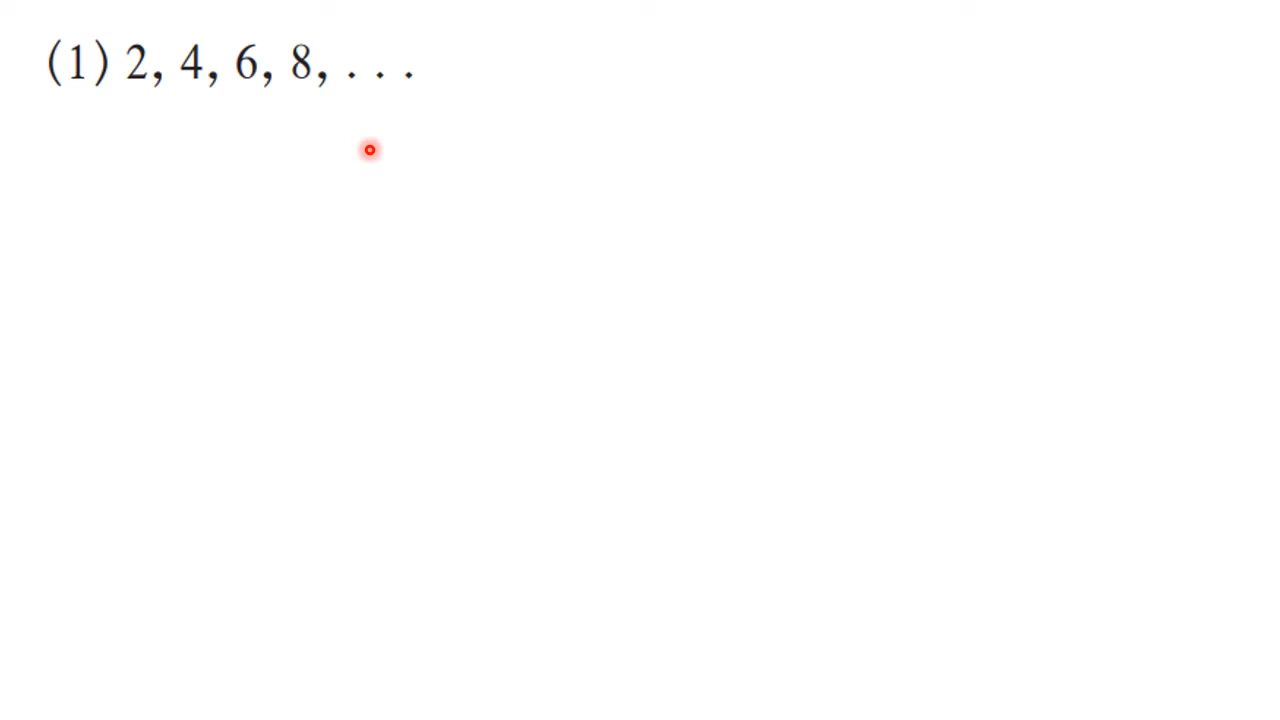 (1) 2, 4, 6, 8, . . .